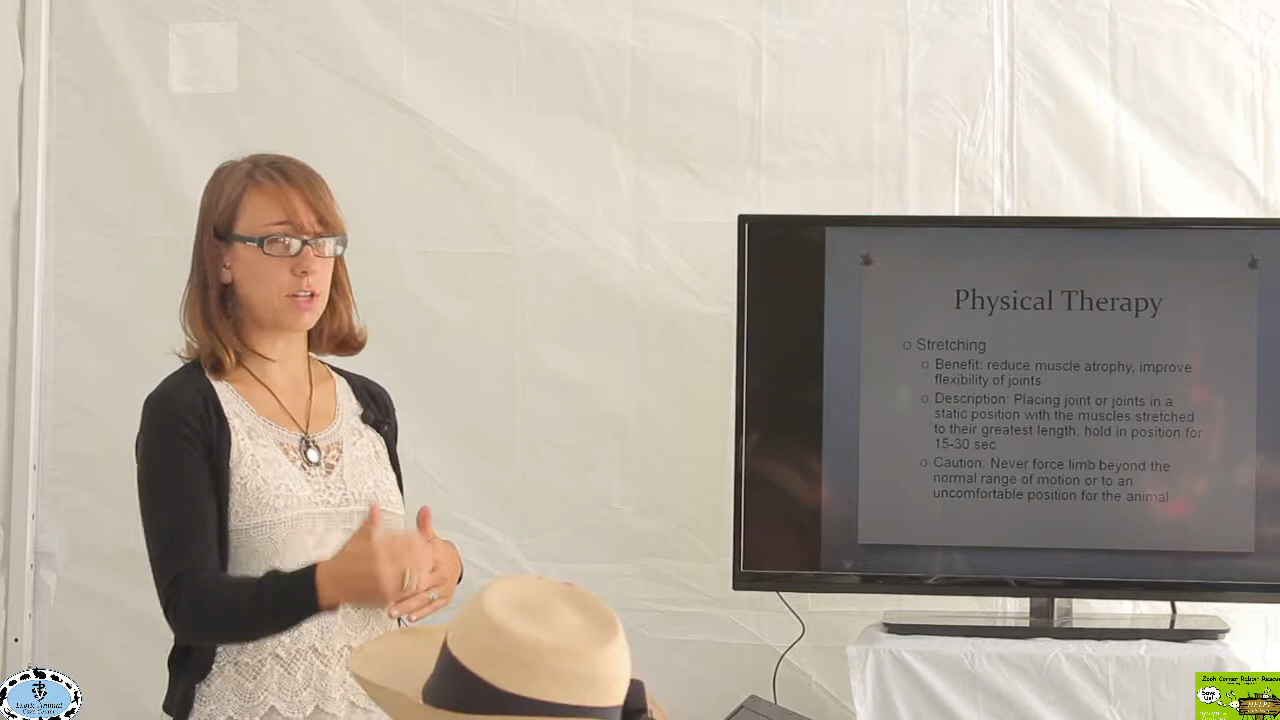 Physical Therapy
o Stretching
o Benefit: reduce muscle atrophy, improve
flexibility of joints
o Description: Placing joint or joints in a
static position with the muscles stretched
to their greatest length, hold in position for
15-30 sec
o Caution: Never force limb beyond the
normal range of motion or to an
uncomfortable position for the animal
Exotic Animal